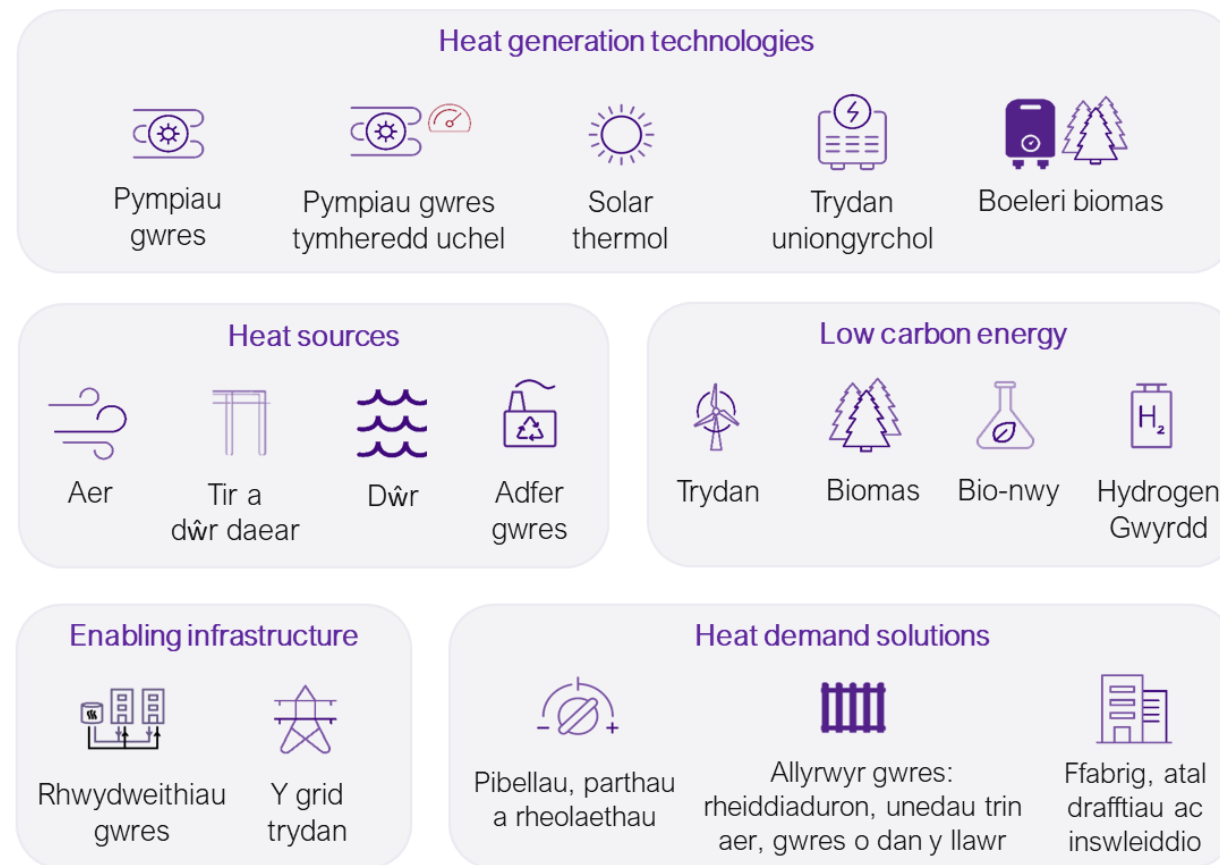 Heat generation technologies
Pympiau
gwres
Pympiau gwres
tymheredd uchel
Solar
thermol
Trydan
uniongyrchol
Boeleri biomas
Heat sources
Aer
Tir a
dŵr daear
Dŵr
Adfer
gwres
Low carbon energy
Trydan
Biomas
Bio-nwy
H₂
Hydrogen
Gwyrdd
Enabling infrastructure
Rhwydweithiau
gwres
Y grid
trydan
Heat demand solutions
- +
Pibellau, parthau
a rheolaethau
Allyrwyr gwres:
rheiddiaduron, unedau trin
aer, gwres o dan y llawr
Ffabrig, atal
drafftiau ac
inswleiddio